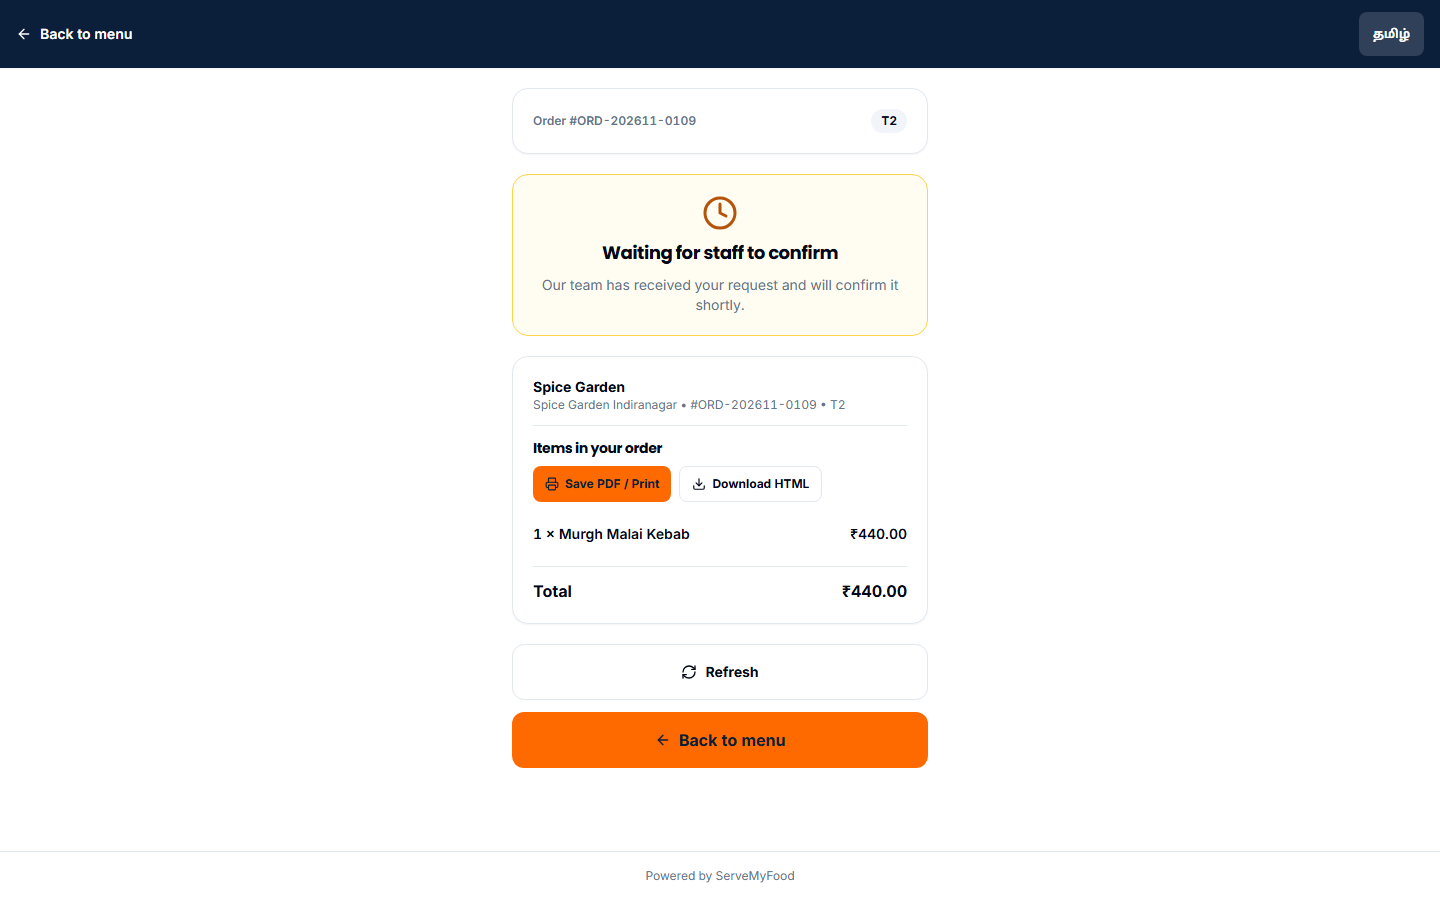 Back to menu
தமிழ்
Order #ORD-202611-0109
T2
Waiting for staff to confirm
Our team has received your request and will confirm it
shortly.
Spice Garden
Spice Garden Indiranagar • #ORD-202611-0109 • T2
Items in your order
Save PDF / Print
Download HTML
1 × Murgh Malai Kebab ₹440.00
Total ₹440.00
Refresh
Back to menu
Powered by ServeMyFood